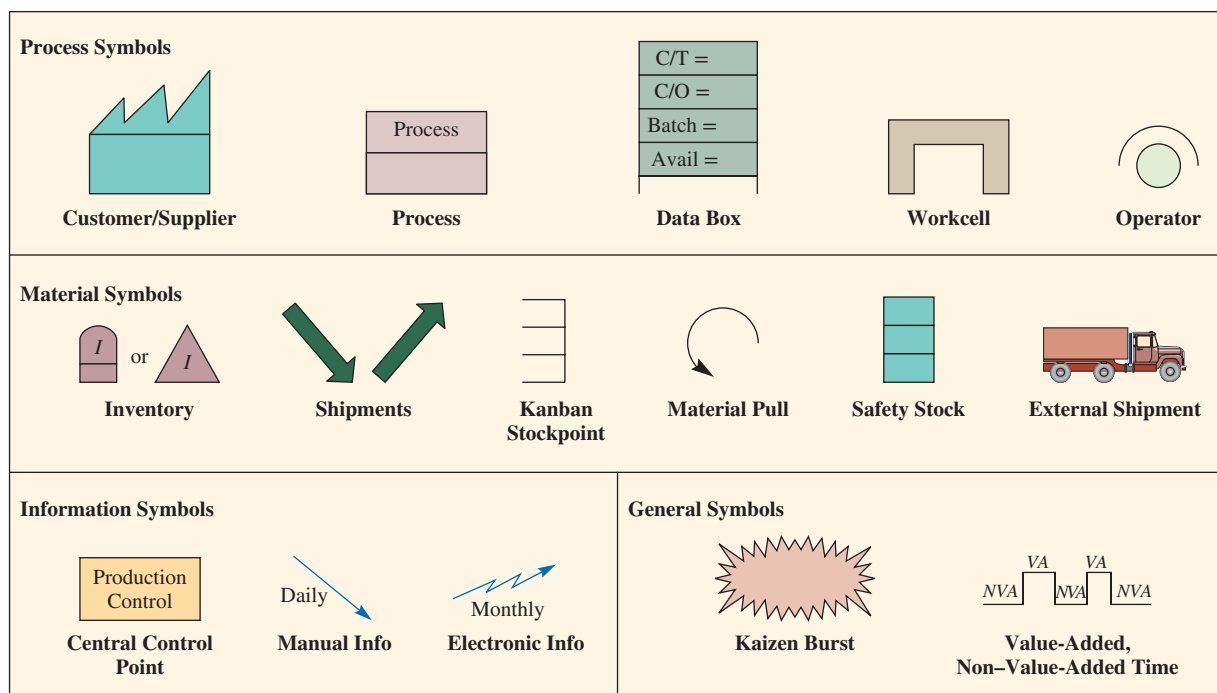 Process Symbols
Process
C/T =
C/O =
Batch =
Avail =
Customer/Supplier
Process
Data Box
Workcell
Operator
Material Symbols
I
or
I
Inventory
Shipments
Kanban
Stockpoint
Material Pull
Safety Stock
External Shipment
Information Symbols
Production
Control
Daily
Monthly
Central Control
Point
Manual Info
Electronic Info
General Symbols
NVA
VA
NVA
VA
NVA
Kaizen Burst
Value-Added,
Non–Value-Added Time